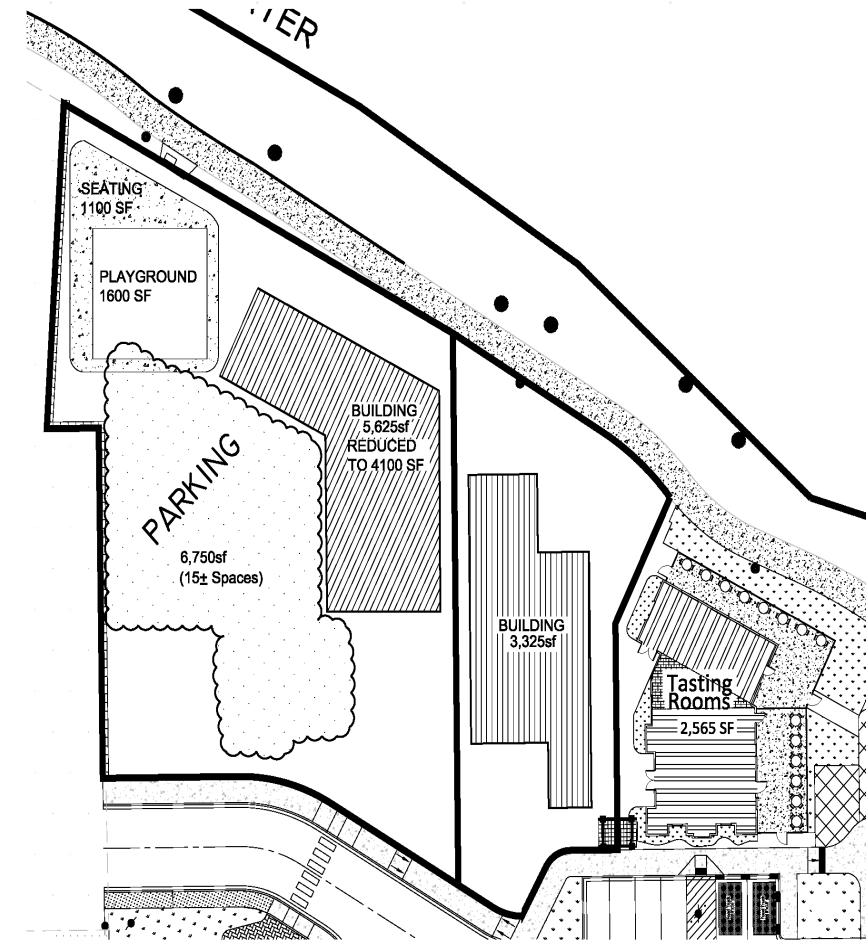 SEATING
1100 SF
PLAYGROUND
1600 SF
BUILDING
5,625sf
REDUCED
TO 4100 SF
PARKING
6,750sf
(15± Spaces)
BUILDING
3,325sf
Tasting
Rooms
2,565 SF